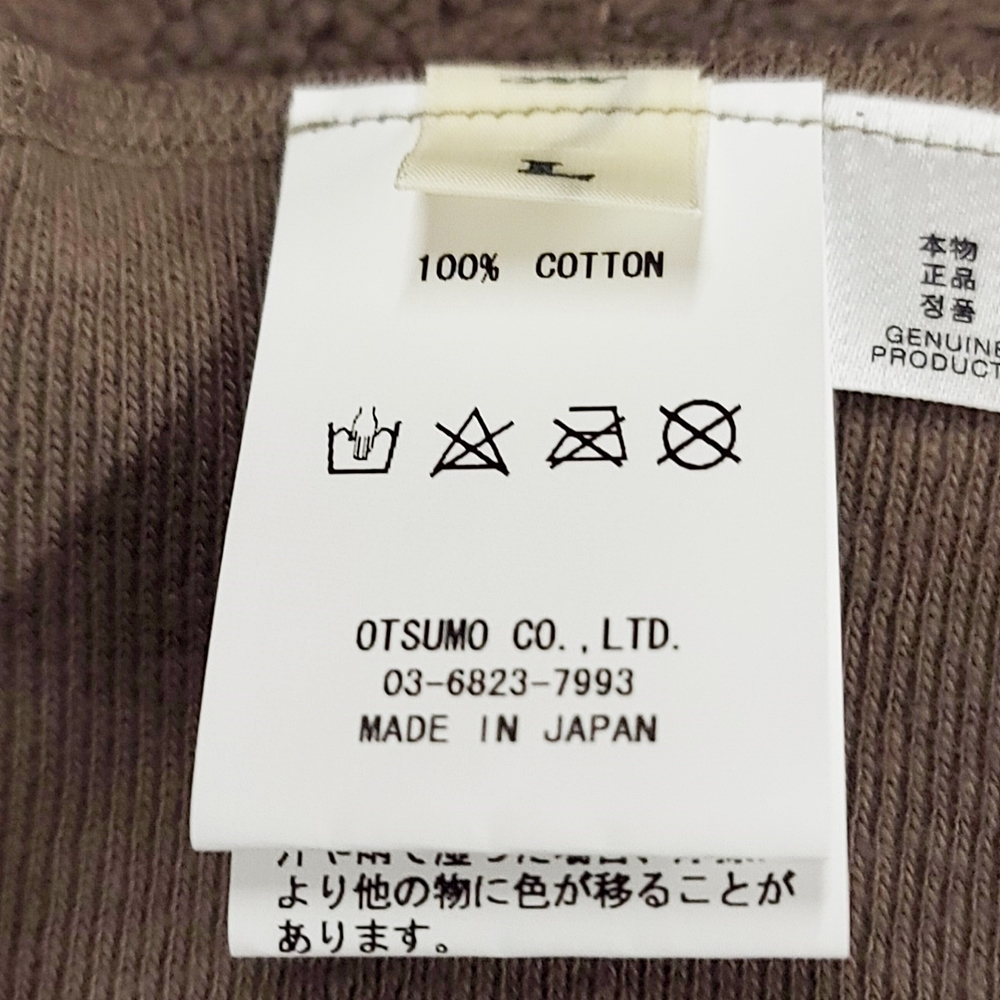 L
100% COTTON
OTSUMO CO.,LTD.
03-6823-7993
MADE IN JAPAN
より他の物に色が移ることが
あります。
本物
正品
정품
GENUINE
PRODUCT